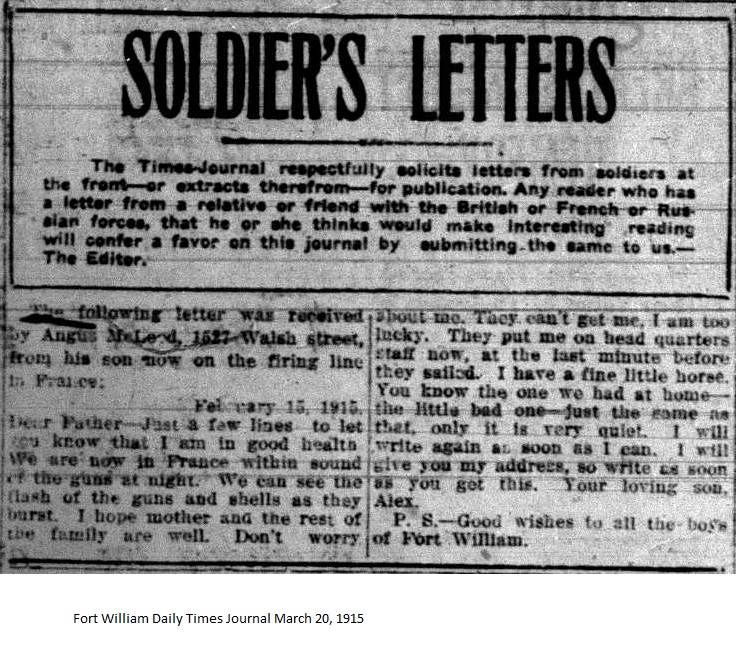 SOLDIER'S LETTERS
The Times-Journal respectfully solicits letters from soldiers at
the front—or extracts therefrom—for publication. Any reader who has
a letter from a relative or friend with the British or French or Rus-
sian forces, that he or she thinks would make interesting reading
will confer a favor on this journal by submitting the same to us.—
The Editor.
The following letter was received
by Angus McLeod, 1527 Walsh street,
from his son now on the firing line
in France:
February 15, 1915.
Dear Father—Just a few lines to let
you know that I am in good health
We are now in France within sound
of the guns at night. We can see the
flash of the guns and shells as they
burst. I hope mother and the rest of
the family are well. Don't worry
about me. They can't get me, I am too
lucky. They put me on head quarters
staff now, at the last minute before
they sailed. I have a fine little horse.
You know the one we had at home—
the little bad one—just the same as
that, only it is very quiet. I will
write again as soon as I can. I will
give you my address, so write as soon
as you get this. Your loving son,
Alex.
P. S.—Good wishes to all the boys
of Fort William.
Fort William Daily Times Journal March 20, 1915